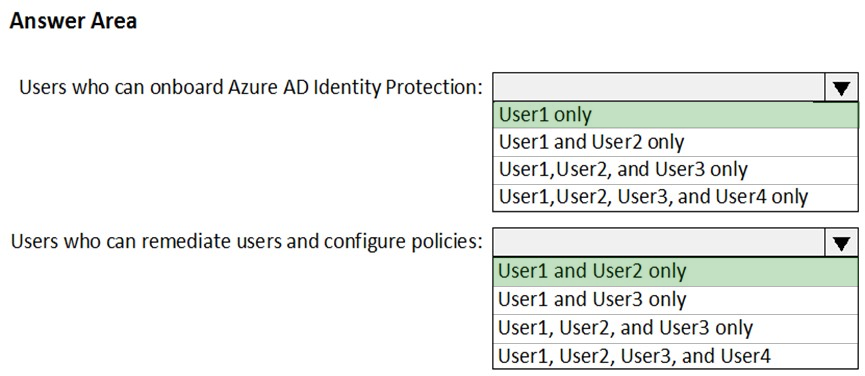 Answer Area
Users who can onboard Azure AD Identity Protection:
User1 only
User1 and User2 only
User1,User2, and User3 only
User1,User2, User3, and User4 only
Users who can remediate users and configure policies:
User1 and User2 only
User1 and User3 only
User1, User2, and User3 only
User1, User2, User3, and User4